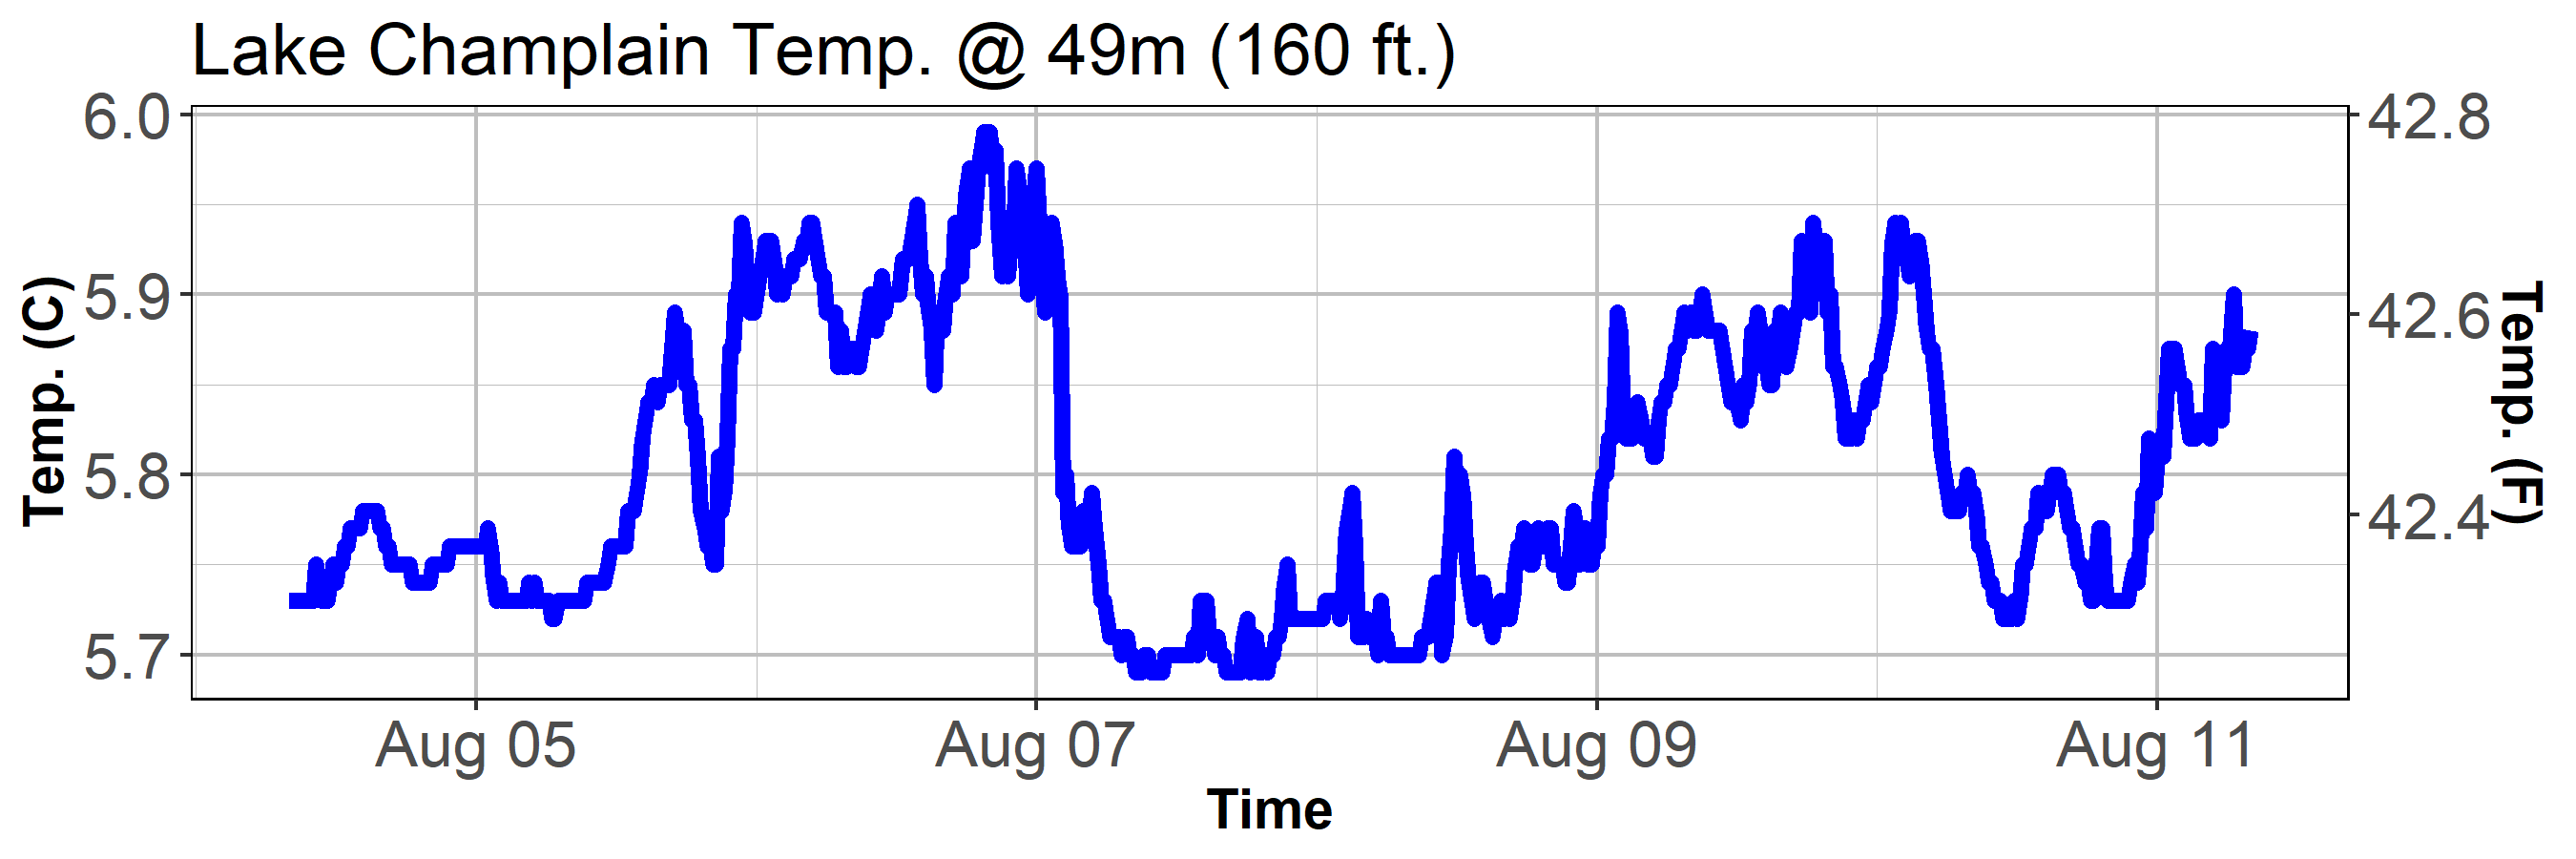 Lake Champlain Temp. @ 49m (160 ft.)
6.0
5.9
5.8
5.7
Temp. (C)
42.8
42.6
42.4
Temp. (F)
Aug 05 Aug 07 Aug 09 Aug 11
Time